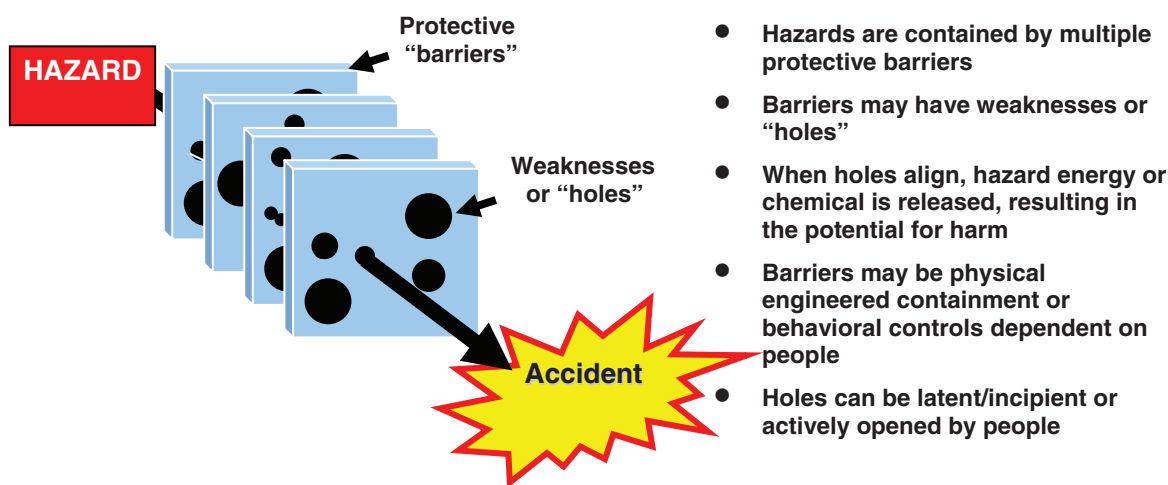 HAZARD
Protective
“barriers”
Weaknesses
or “holes”
Accident
● Hazards are contained by multiple
protective barriers
● Barriers may have weaknesses or
“holes”
● When holes align, hazard energy or
chemical is released, resulting in
the potential for harm
● Barriers may be physical
engineered containment or
behavioral controls dependent on
people
● Holes can be latent/incipient or
actively opened by people